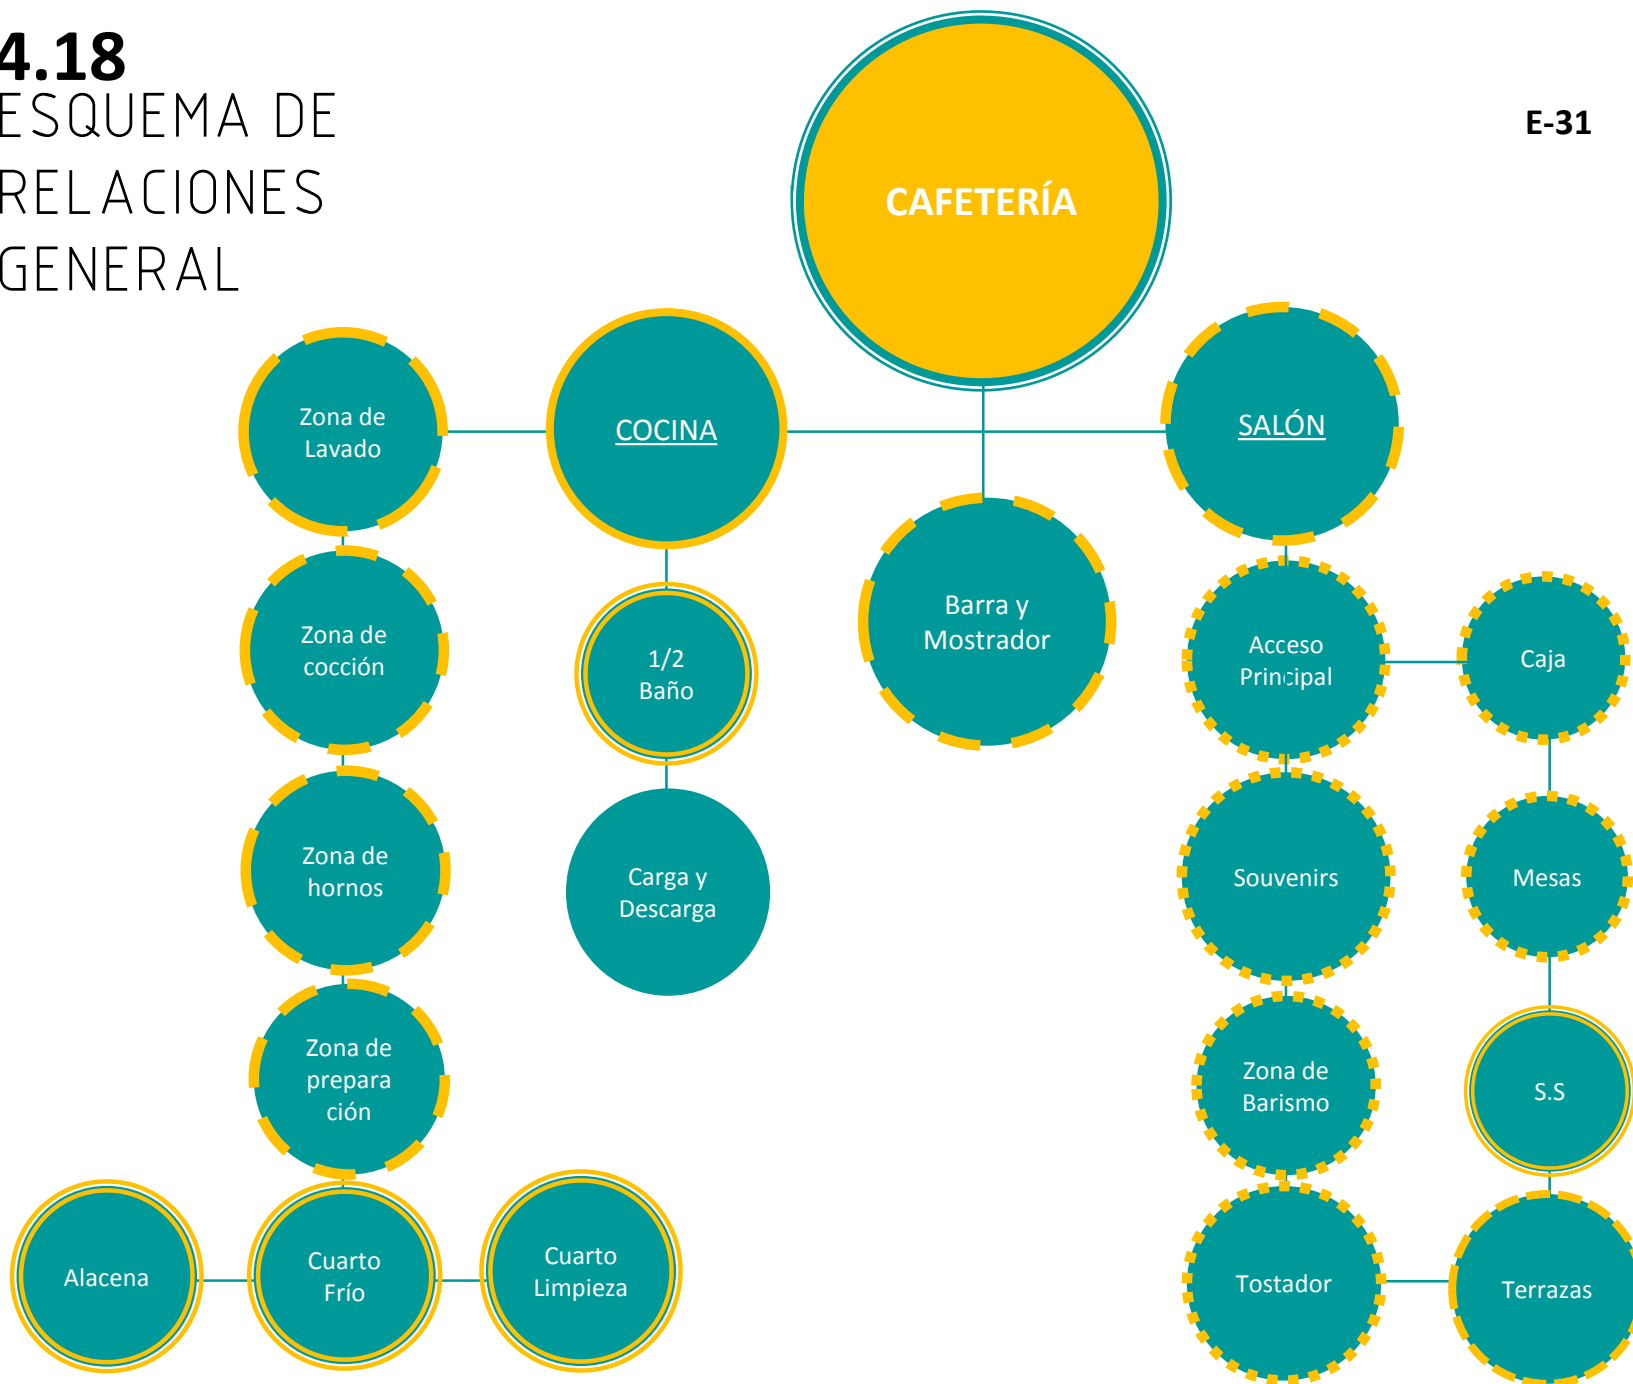 4.18
ESQUEMA DE
RELACIONES
GENERAL
E-31
CAFETERÍA
Zona de
Lavado
COCINA
SALÓN
Zona de
cocción
1/2
Baño
Barra y
Mostrador
Acceso
Principal
Caja
Zona de
hornos
Carga y
Descarga
Souvenirs
Mesas
Zona de
prepara
ción
Zona de
Barismo
S.S
Alacena
Cuarto
Frío
Cuarto
Limpieza
Tostador
Terrazas